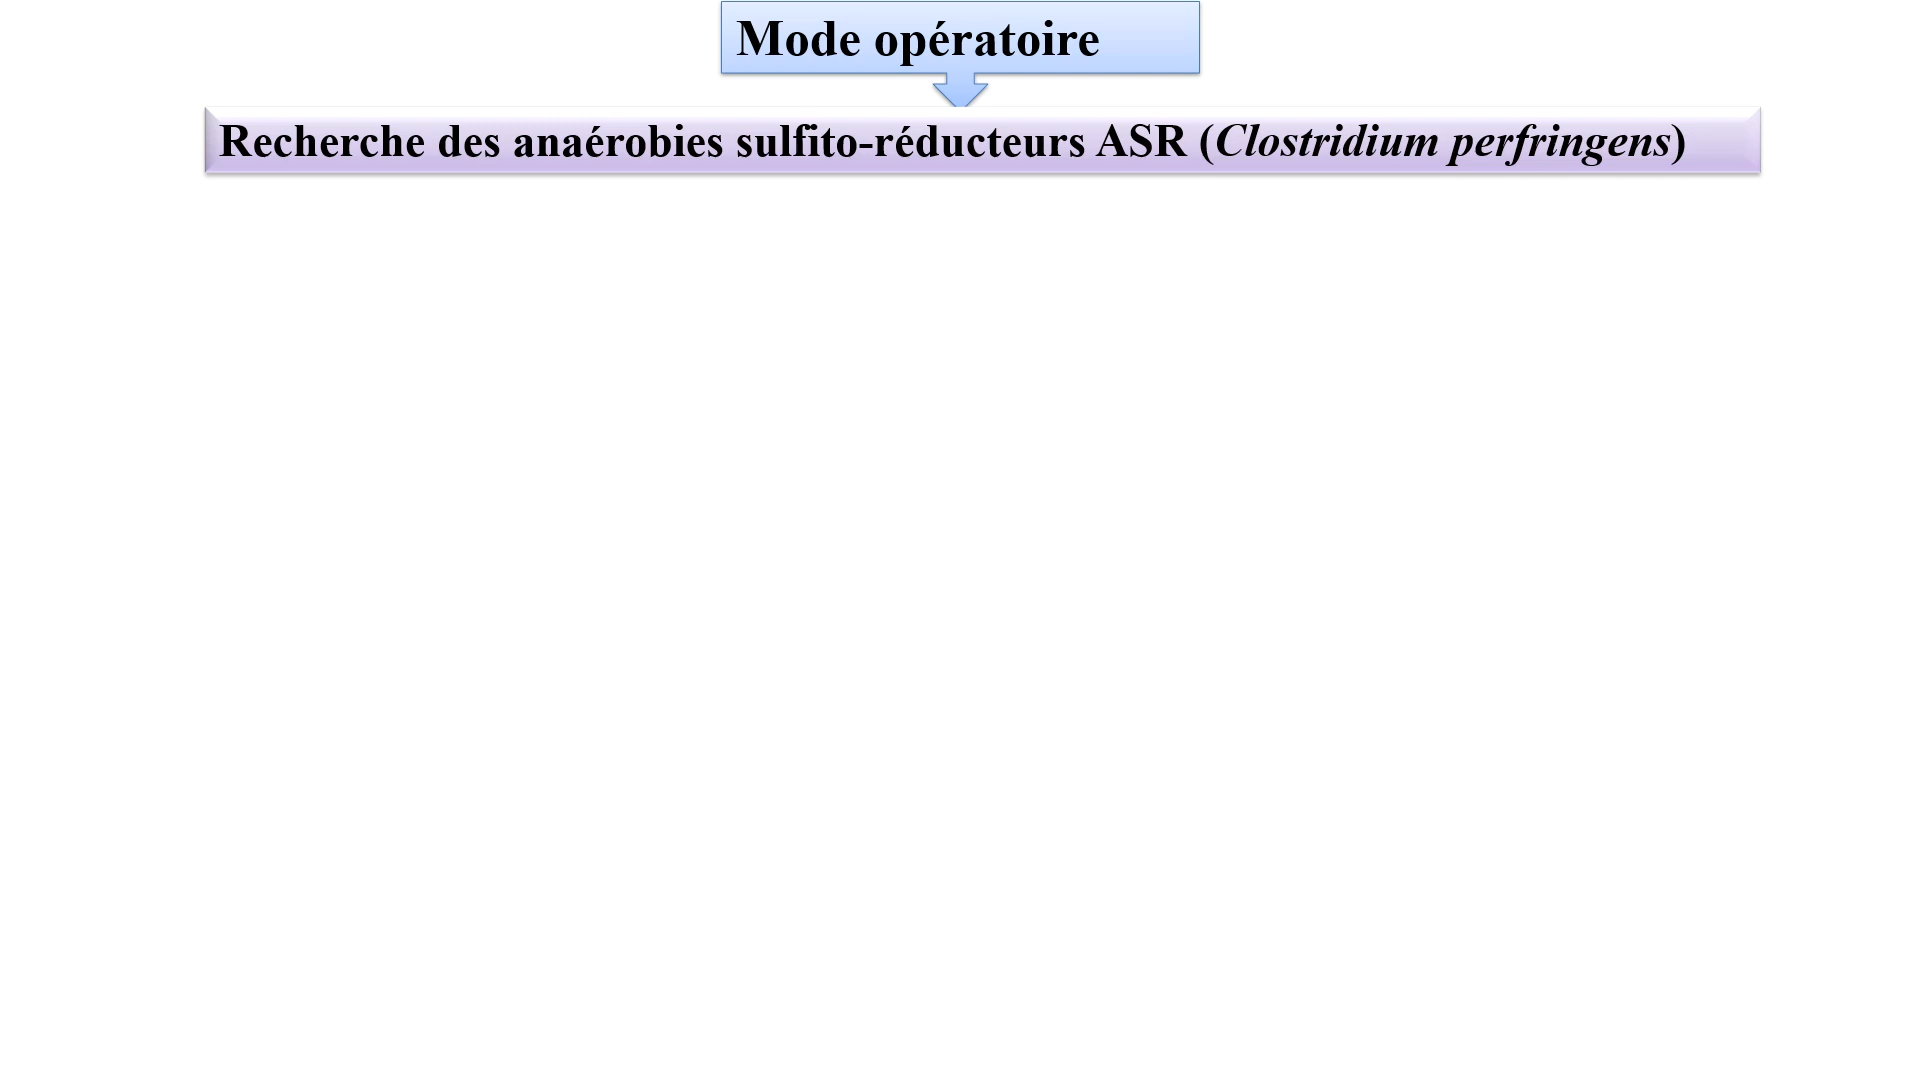 Mode opératoire
Recherche des anaérobies sulfito-réducteurs ASR (Clostridium perfringens)